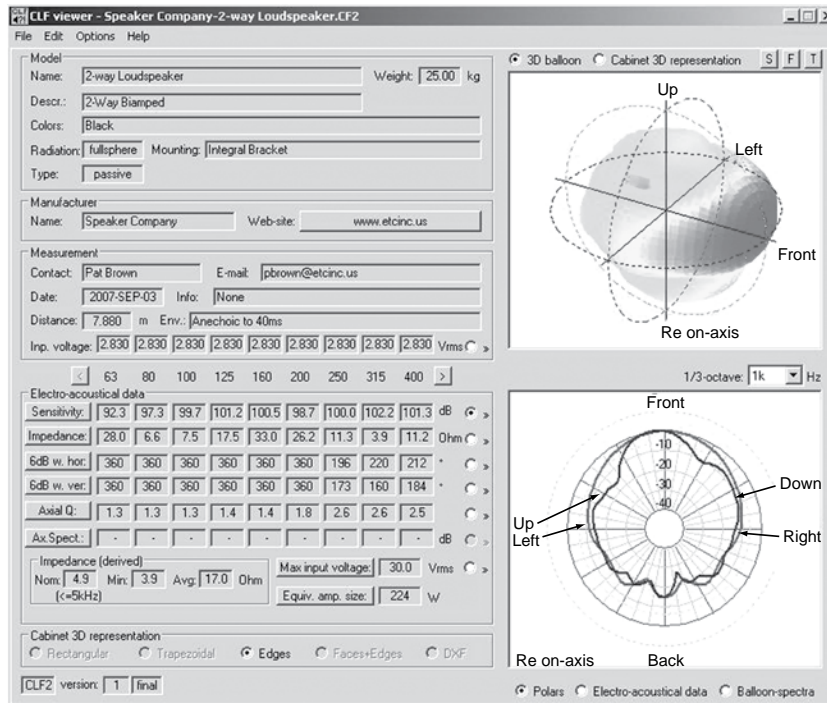 CLF viewer - Speaker Company-2-way Loudspeaker.CF2
File Edit Options Help
Model
Name: 2-way Loudspeaker Weight: 25.00 kg
Descr.: 2-Way Biamped
Colors: Black
Radiation: fullsphere Mounting: Integral Bracket
Type: passive
Manufacturer
Name: Speaker Company Web-site: www.etcinc.us
Measurement
Contact: Pat Brown E-mail: pbrown@etcinc.us
Date: 2007-SEP-03 Info: None
Distance: 7.880 m Env.: Anechoic to 40ms
Inp. voltage: 2.830 2.830 2.830 2.830 2.830 2.830 2.830 2.830 2.830 Vrms »
< 63 80 100 125 160 200 250 315 400 >
Electro-acoustical data
Sensitivity: 92.3 97.3 99.7 101.2 100.5 98.7 100.0 102.2 101.3 dB »
Impedance: 28.0 6.6 7.5 17.5 33.0 26.2 11.3 3.9 11.2 Ohm »
6dB w. hor: 360 360 360 360 360 360 196 220 212 ° »
6dB w. ver: 360 360 360 360 360 360 173 160 184 ° »
Axial Q: 1.3 1.3 1.3 1.4 1.4 1.8 2.6 2.6 2.5 »
Ax.Spect.: - - - - - - - - - dB »
Impedance (derived)
Nom: 4.9 Min: 3.9 Avg: 17.0 Ohm
(<=5kHz)
Max input voltage: 30.0 Vrms »
Equiv. amp. size: 224 W
Cabinet 3D representation
Rectangular Trapezoidal Edges Faces+Edges DXF
CLF2 version: 1 final
3D balloon Cabinet 3D representation S F T
Up
Left
Front
Re on-axis
1/3-octave: 1k Hz
Front
-10
-20
-30
-40
Down
Up
Left
Right
Re on-axis Back
Polars Electro-acoustical data Balloon-spectra